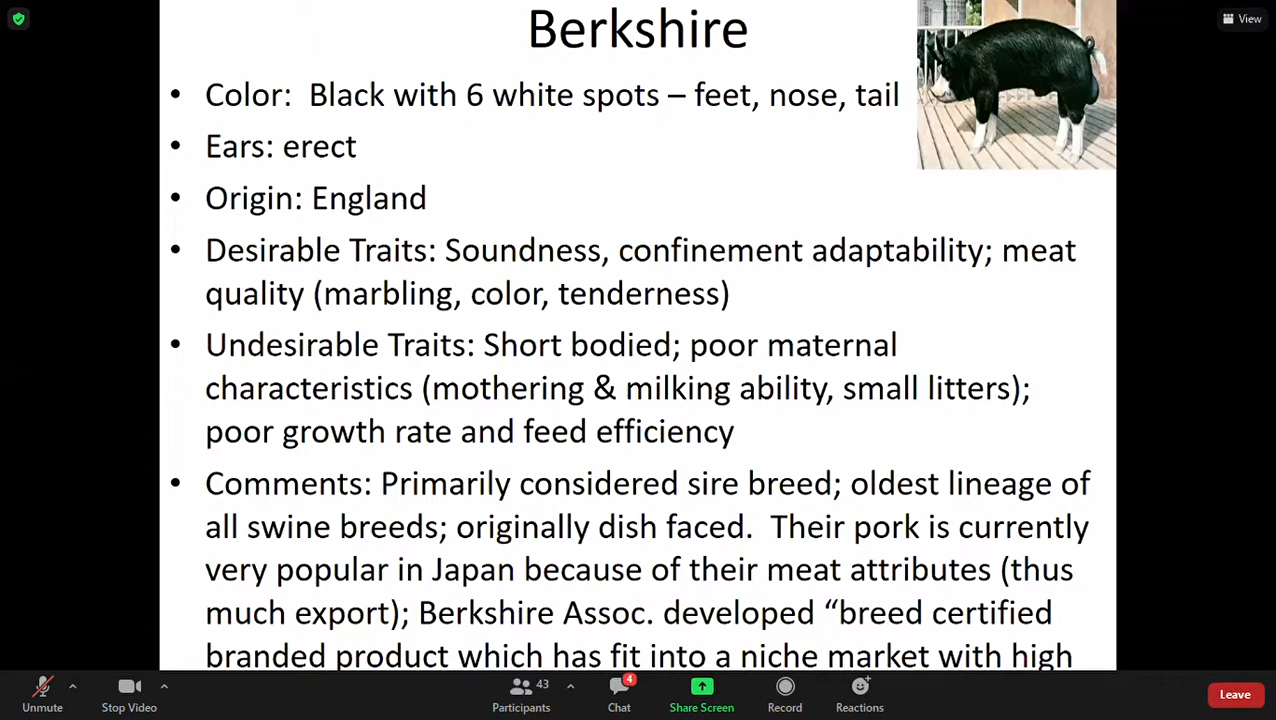 Berkshire
View
• Color: Black with 6 white spots – feet, nose, tail
• Ears: erect
• Origin: England
• Desirable Traits: Soundness, confinement adaptability; meat
quality (marbling, color, tenderness)
• Undesirable Traits: Short bodied; poor maternal
characteristics (mothering & milking ability, small litters);
poor growth rate and feed efficiency
• Comments: Primarily considered sire breed; oldest lineage of
all swine breeds; originally dish faced. Their pork is currently
very popular in Japan because of their meat attributes (thus
much export); Berkshire Assoc. developed “breed certified
branded product which has fit into a niche market with high
43
4
Unmute
Stop Video
Participants
Chat
Share Screen
Record
Reactions
Leave